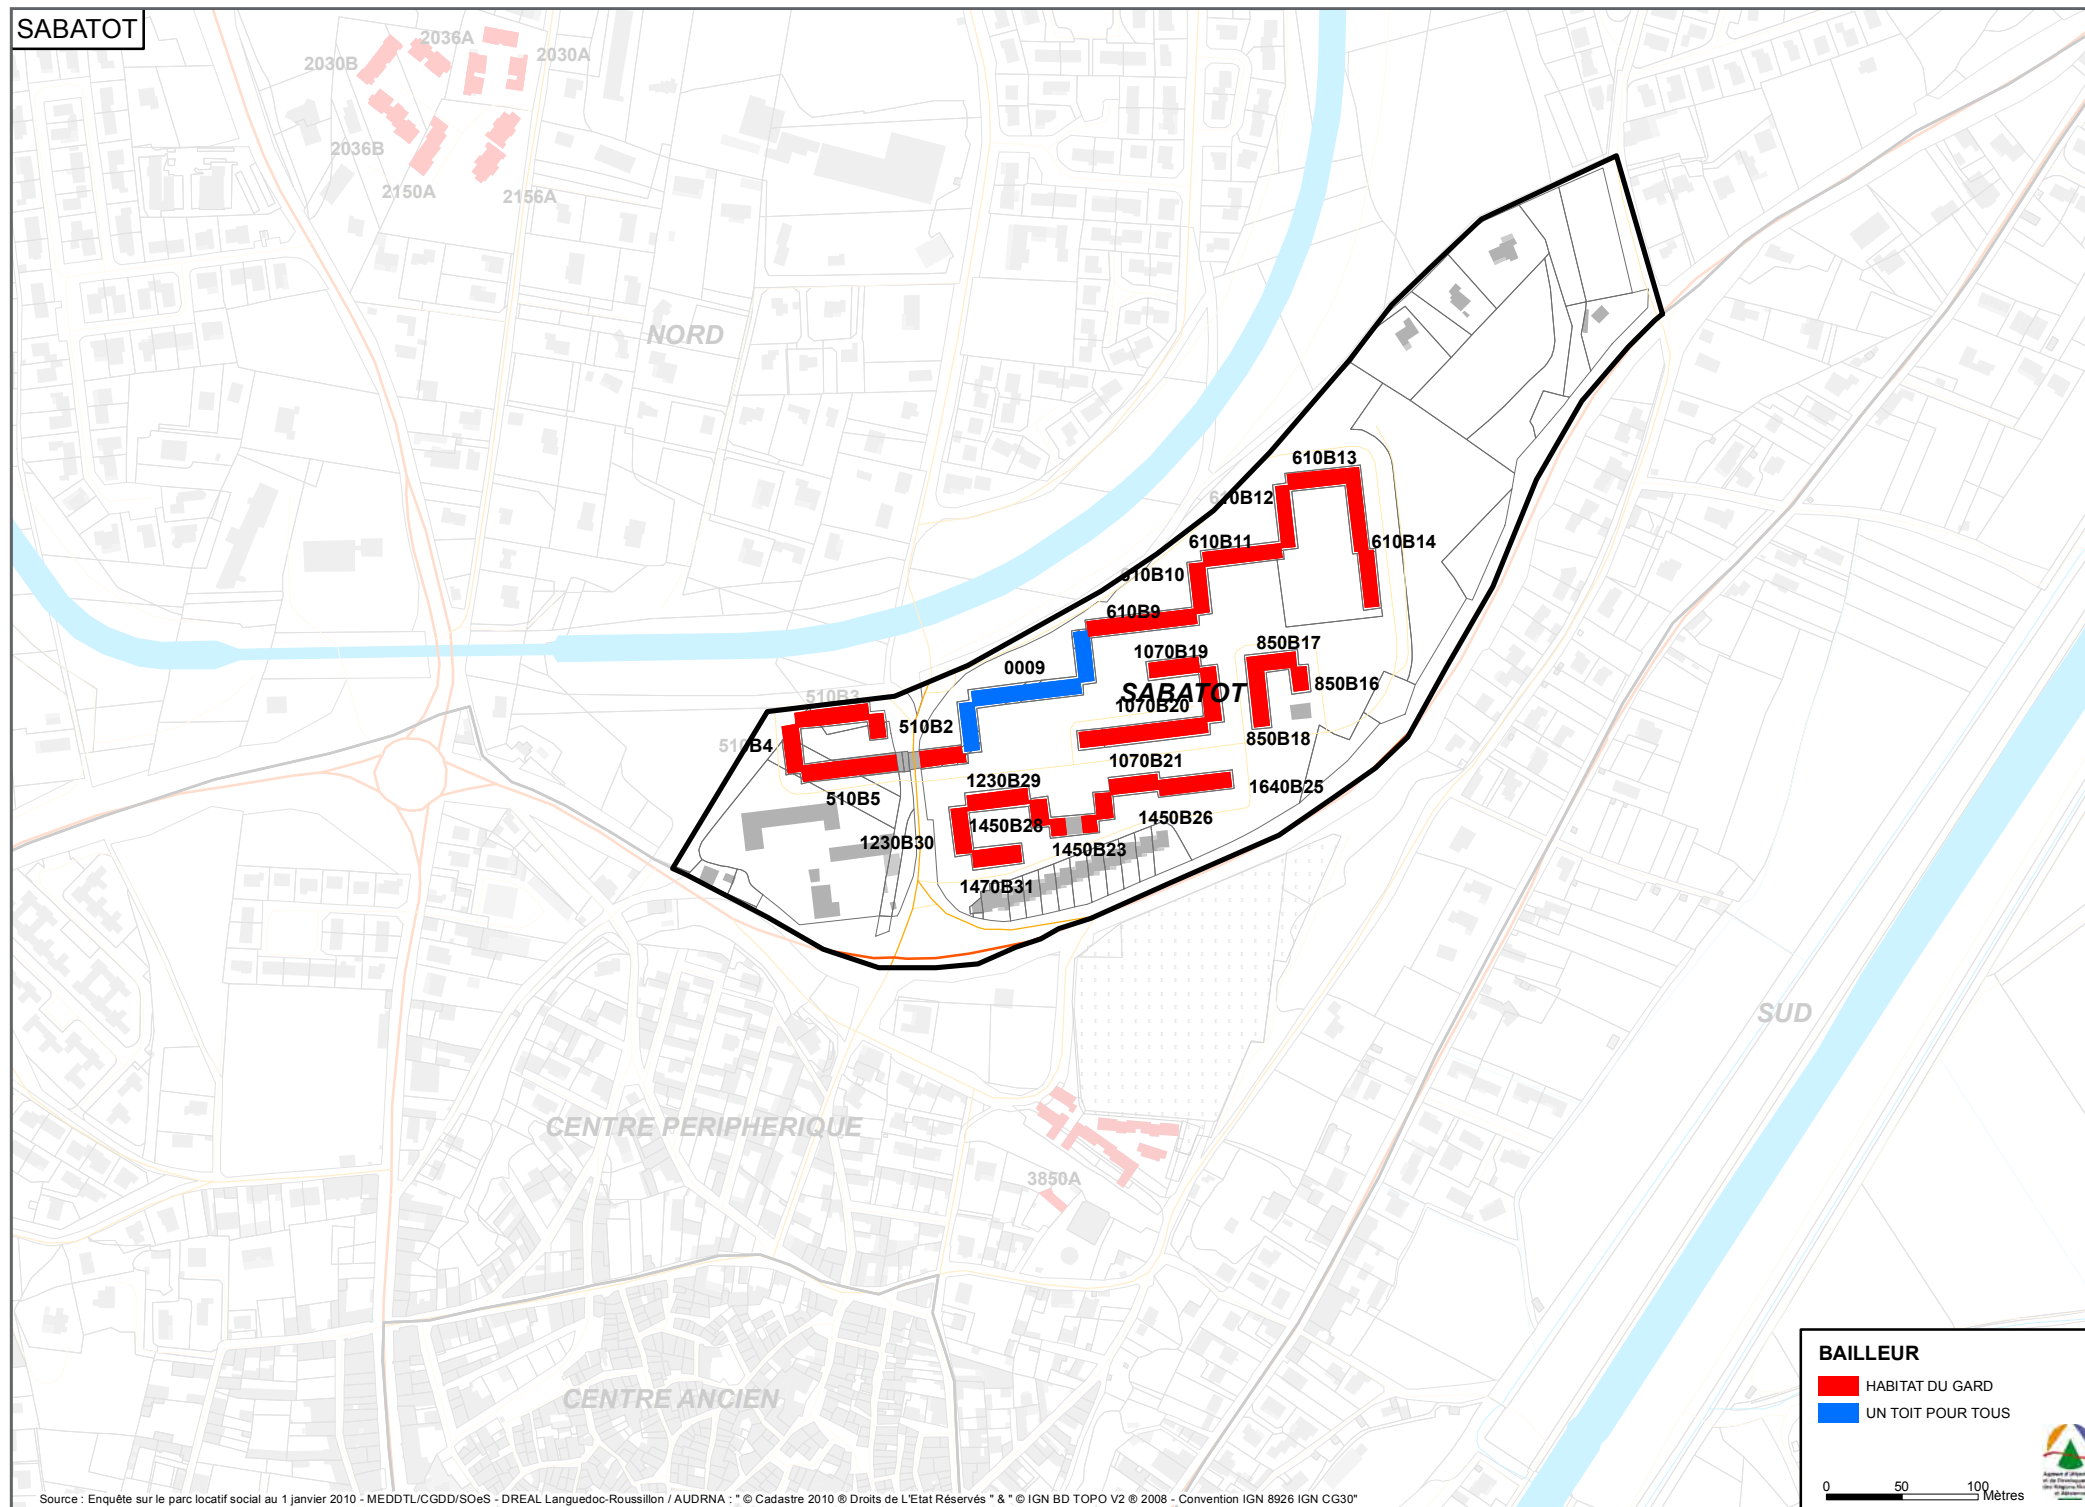 SABATOT
2036A
2030B
2030A
2036B
2150A
2156A
NORD
610B13
610B12
610B11
610B14
610B10
610B9
850B17
1070B19
0009
850B16
SABATOT
510B3
1070B20
510B2
850B18
510B4
1070B21
1230B29
1640B25
510B5
1450B26
1450B28
1230B30
1450B23
1470B31
SUD
CENTRE PERIPHERIQUE
3850A
CENTRE ANCIEN
BAILLEUR
HABITAT DU GARD
UN TOIT POUR TOUS
0 50 100
Mètres
Source : Enquête sur le parc locatif social au 1 janvier 2010 - MEDDTL/CGDD/SOeS - DREAL Languedoc-Roussillon / AUDRNA : " © Cadastre 2010 ® Droits de L'Etat Réservés " & " © IGN BD TOPO V2 ® 2008 - Convention IGN 8926 IGN CG30"